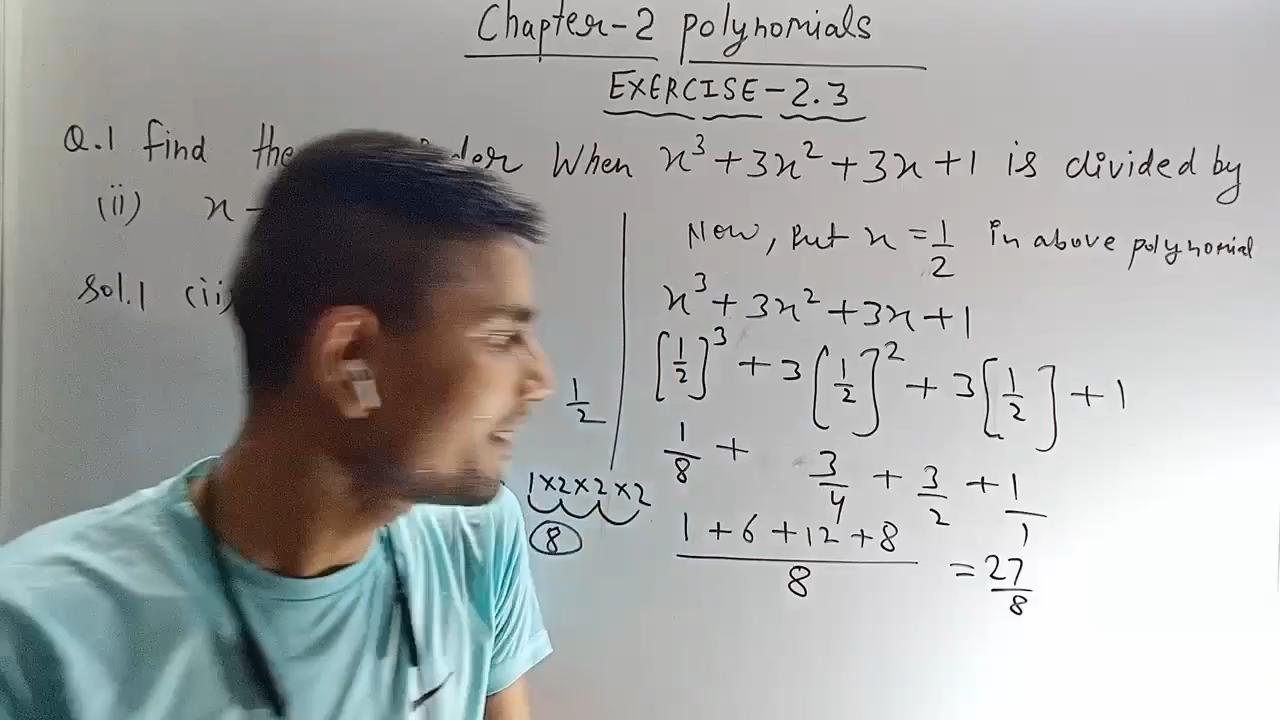 Chapter-2 polynomials
EXERCISE-2.3
Q.1 find the When x³+3x²+3x+1 is divided by
(ii) x-
Sol.1 (ii)
1/2
1×2×2×2
8
Now, Put x = 1/2 in above polynomial
x³+3x²+3x+1
[1/2]³ + 3[1/2]² + 3[1/2] + 1
1/8 + 3/4 + 3/2 + 1/1
(1+6+12+8)/8 = 27/8